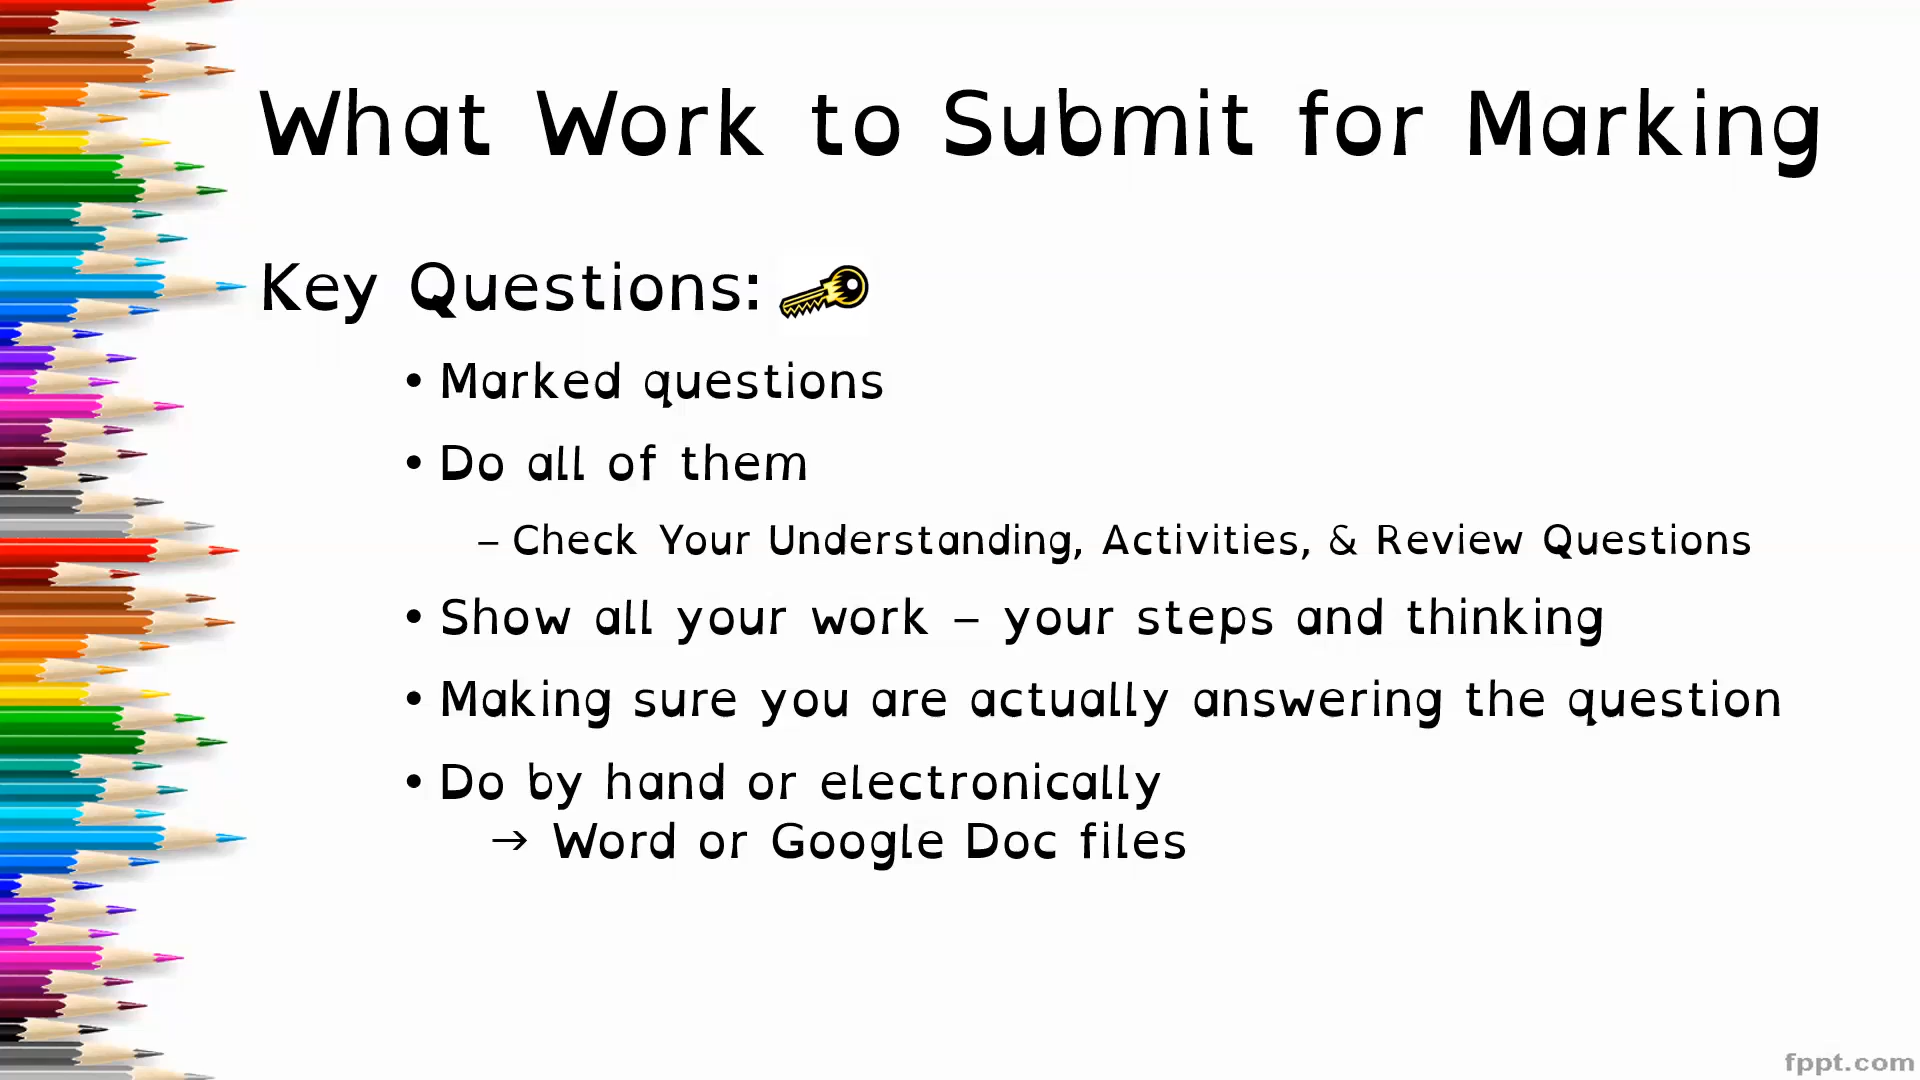 What Work to Submit for Marking
Key Questions:
• Marked questions
• Do all of them
– Check Your Understanding, Activities, & Review Questions
• Show all your work – your steps and thinking
• Making sure you are actually answering the question
• Do by hand or electronically
→ Word or Google Doc files
fppt.com